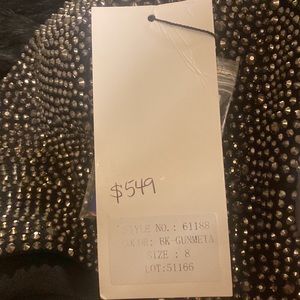 $549
STYLE NO.: 61188
COLOR: BK-GUNMETA
SIZE : 8
LOT:51166